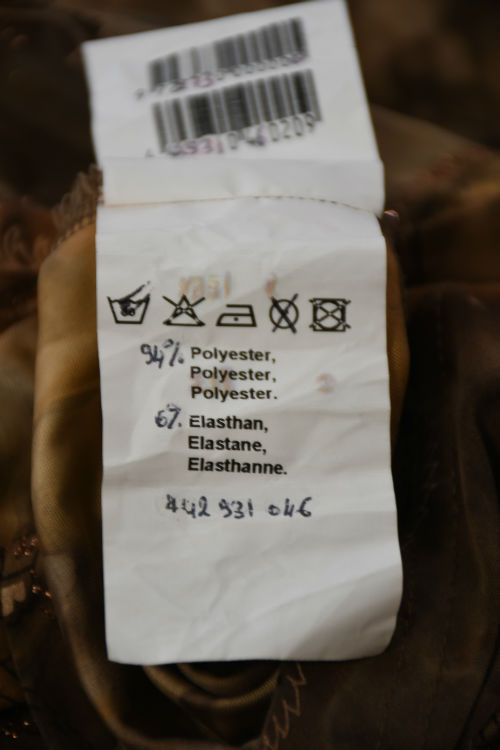 94% Polyester,
Polyester,
Polyester.
6% Elasthan,
Elastane,
Elasthanne.
442 931 046